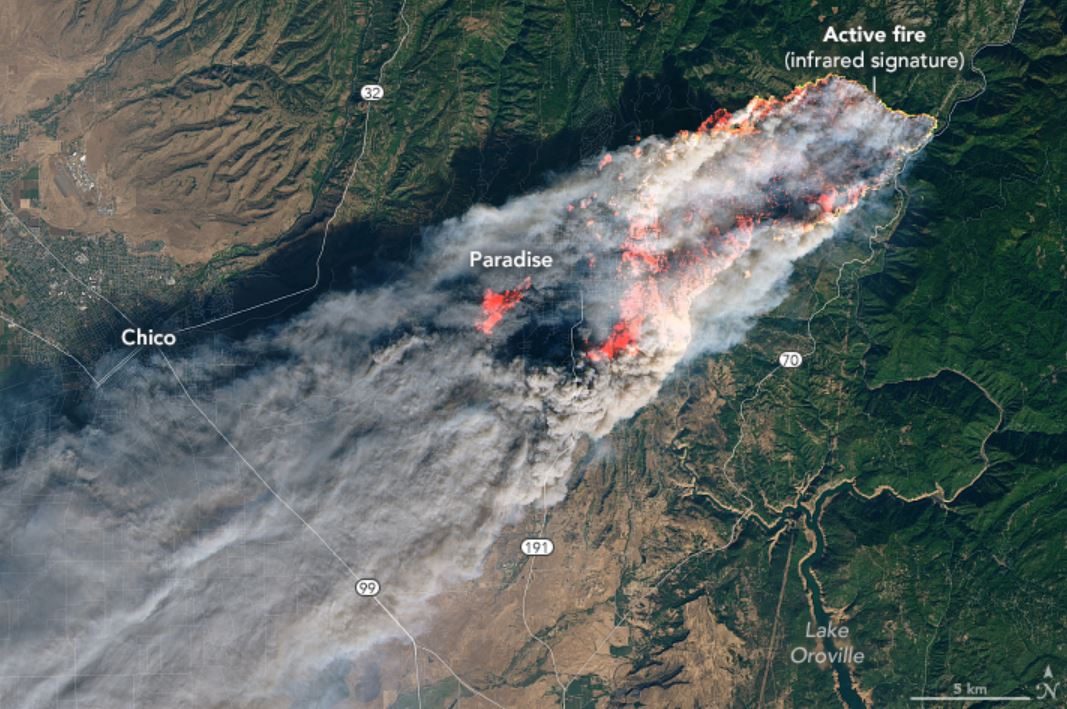 Active fire
(infrared signature)
32
Paradise
Chico
70
191
99
Lake
Oroville
5 km
N